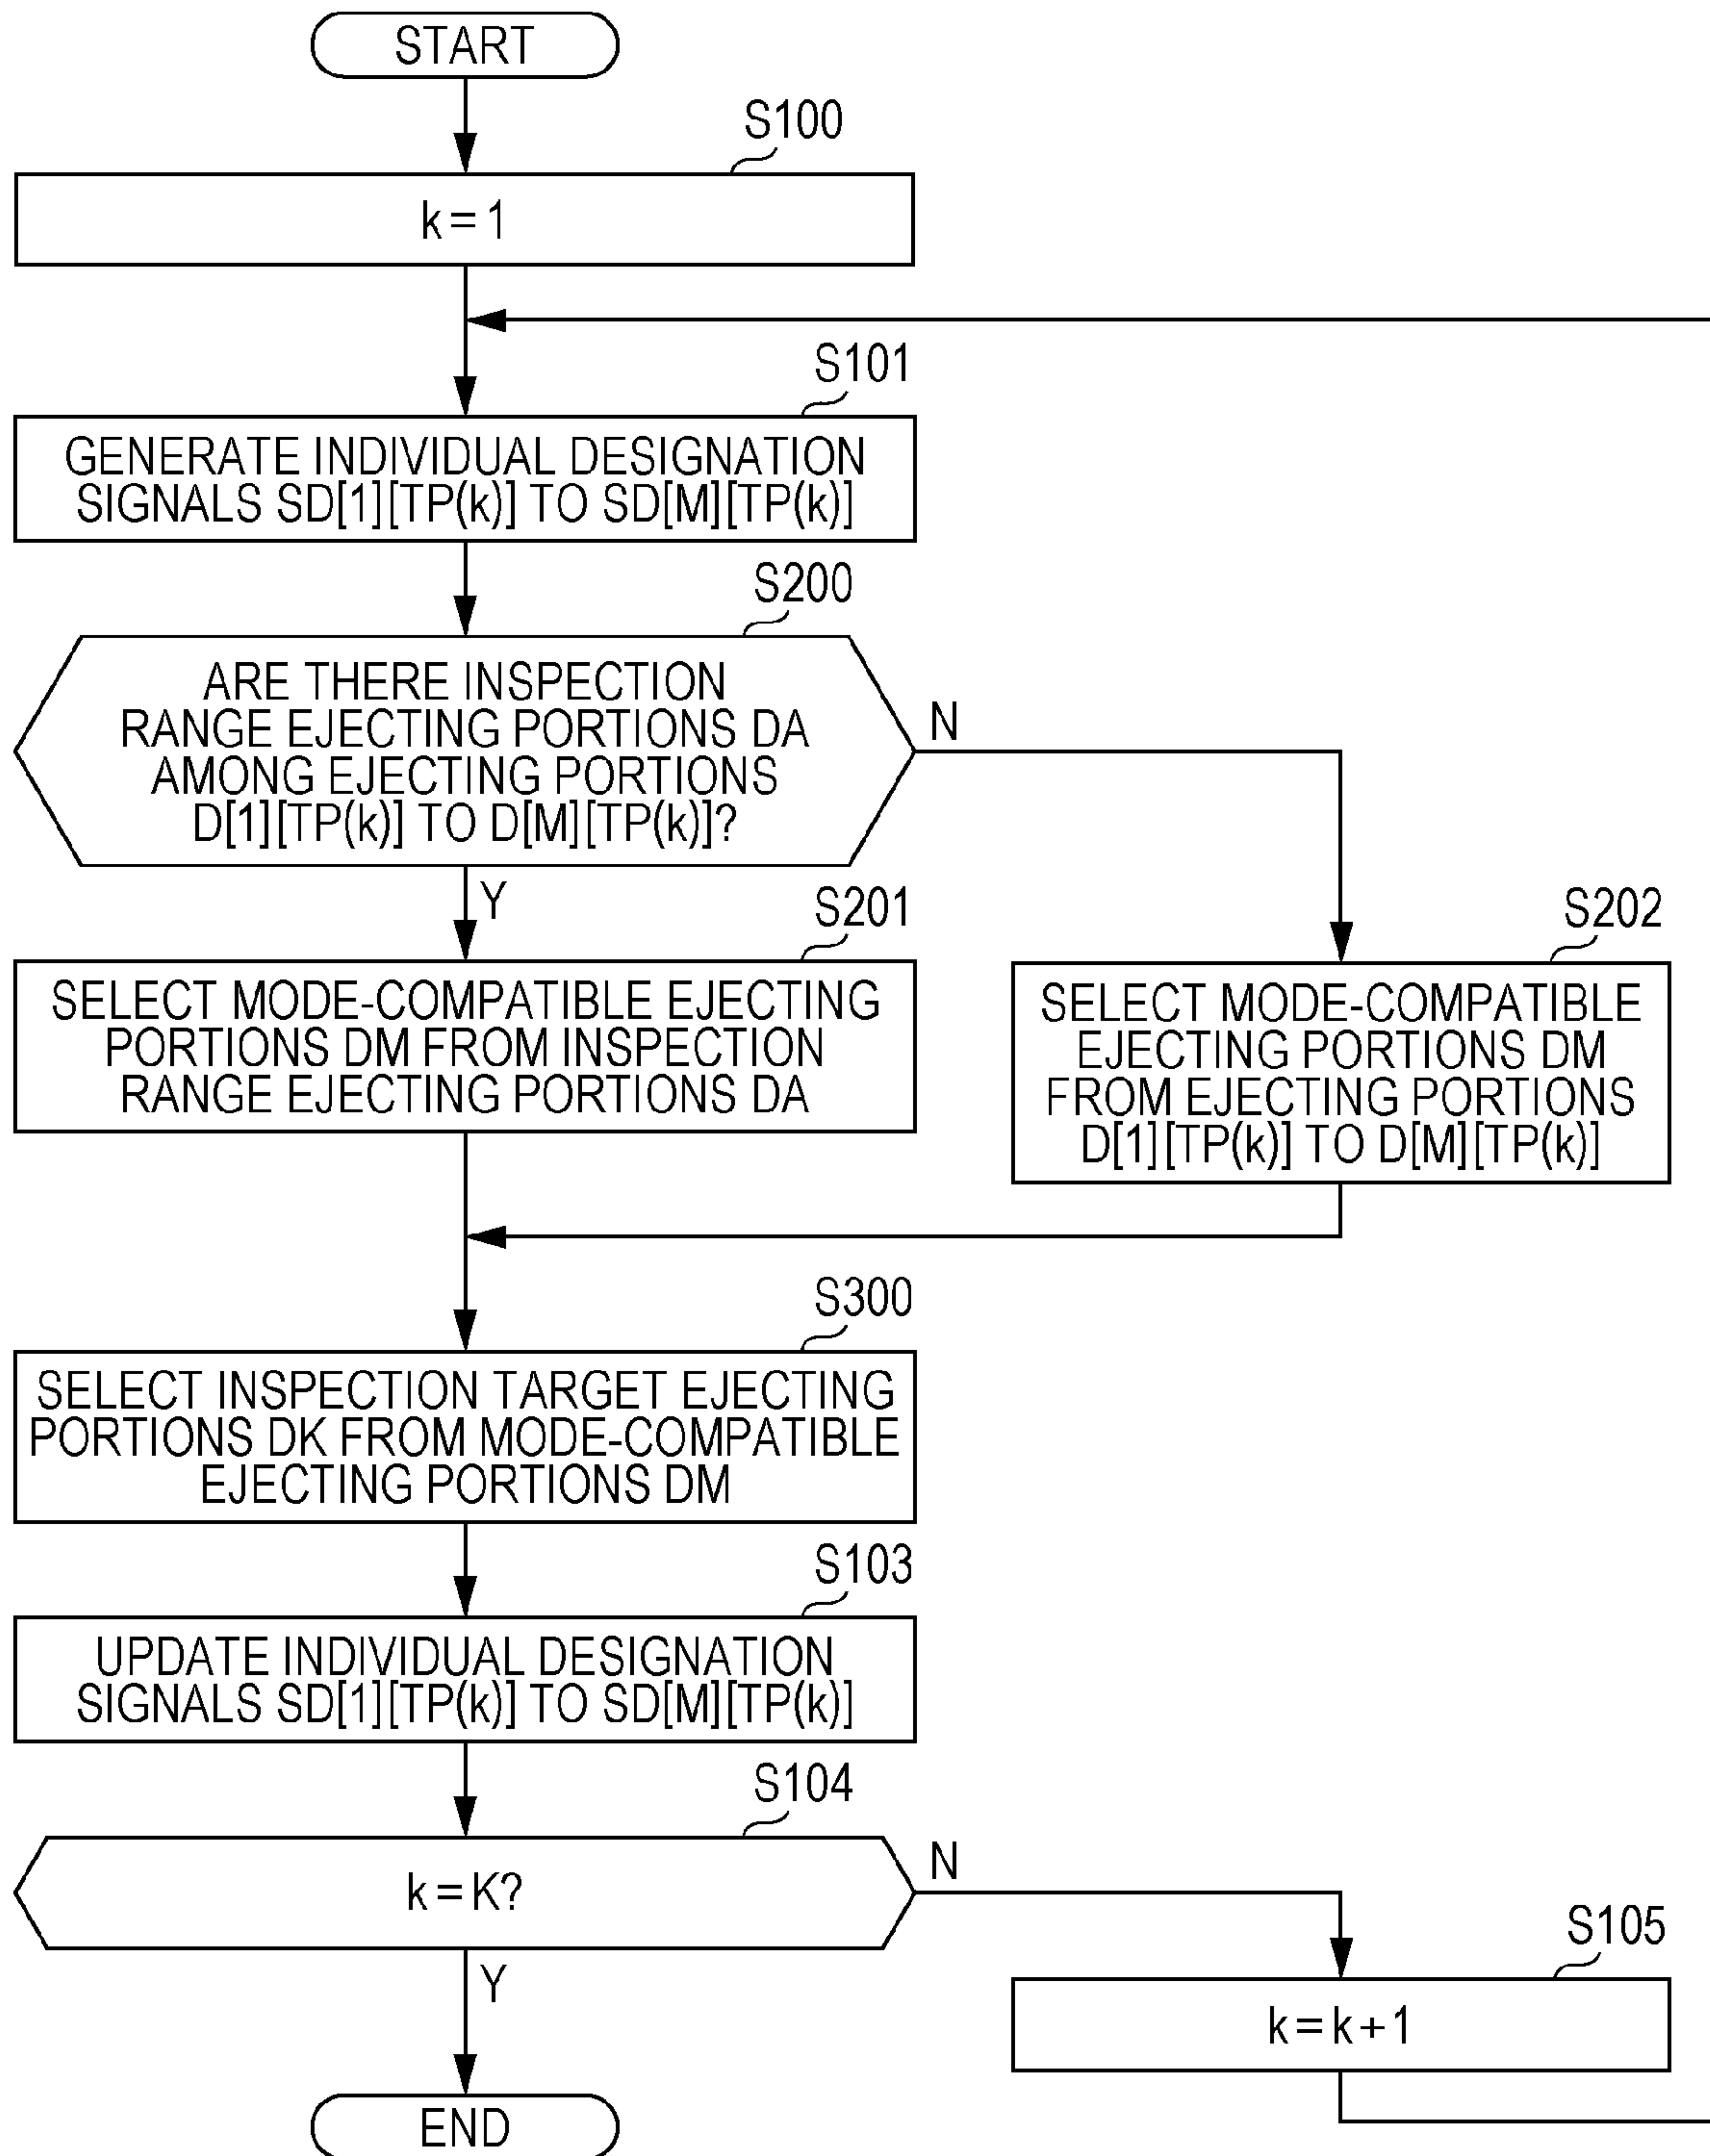 START
S100
k=1
S101
GENERATE INDIVIDUAL DESIGNATION
SIGNALS SD[1][TP(k)] TO SD[M][TP(k)]
S200
ARE THERE INSPECTION
RANGE EJECTING PORTIONS DA
AMONG EJECTING PORTIONS
D[1][TP(k)] TO D[M][TP(k)]?
N
Y
S201
SELECT MODE-COMPATIBLE EJECTING
PORTIONS DM FROM INSPECTION
RANGE EJECTING PORTIONS DA
S202
SELECT MODE-COMPATIBLE
EJECTING PORTIONS DM
FROM EJECTING PORTIONS
D[1][TP(k)] TO D[M][TP(k)]
S300
SELECT INSPECTION TARGET EJECTING
PORTIONS DK FROM MODE-COMPATIBLE
EJECTING PORTIONS DM
S103
UPDATE INDIVIDUAL DESIGNATION
SIGNALS SD[1][TP(k)] TO SD[M][TP(k)]
S104
k=K?
N
Y
S105
k=k+1
END